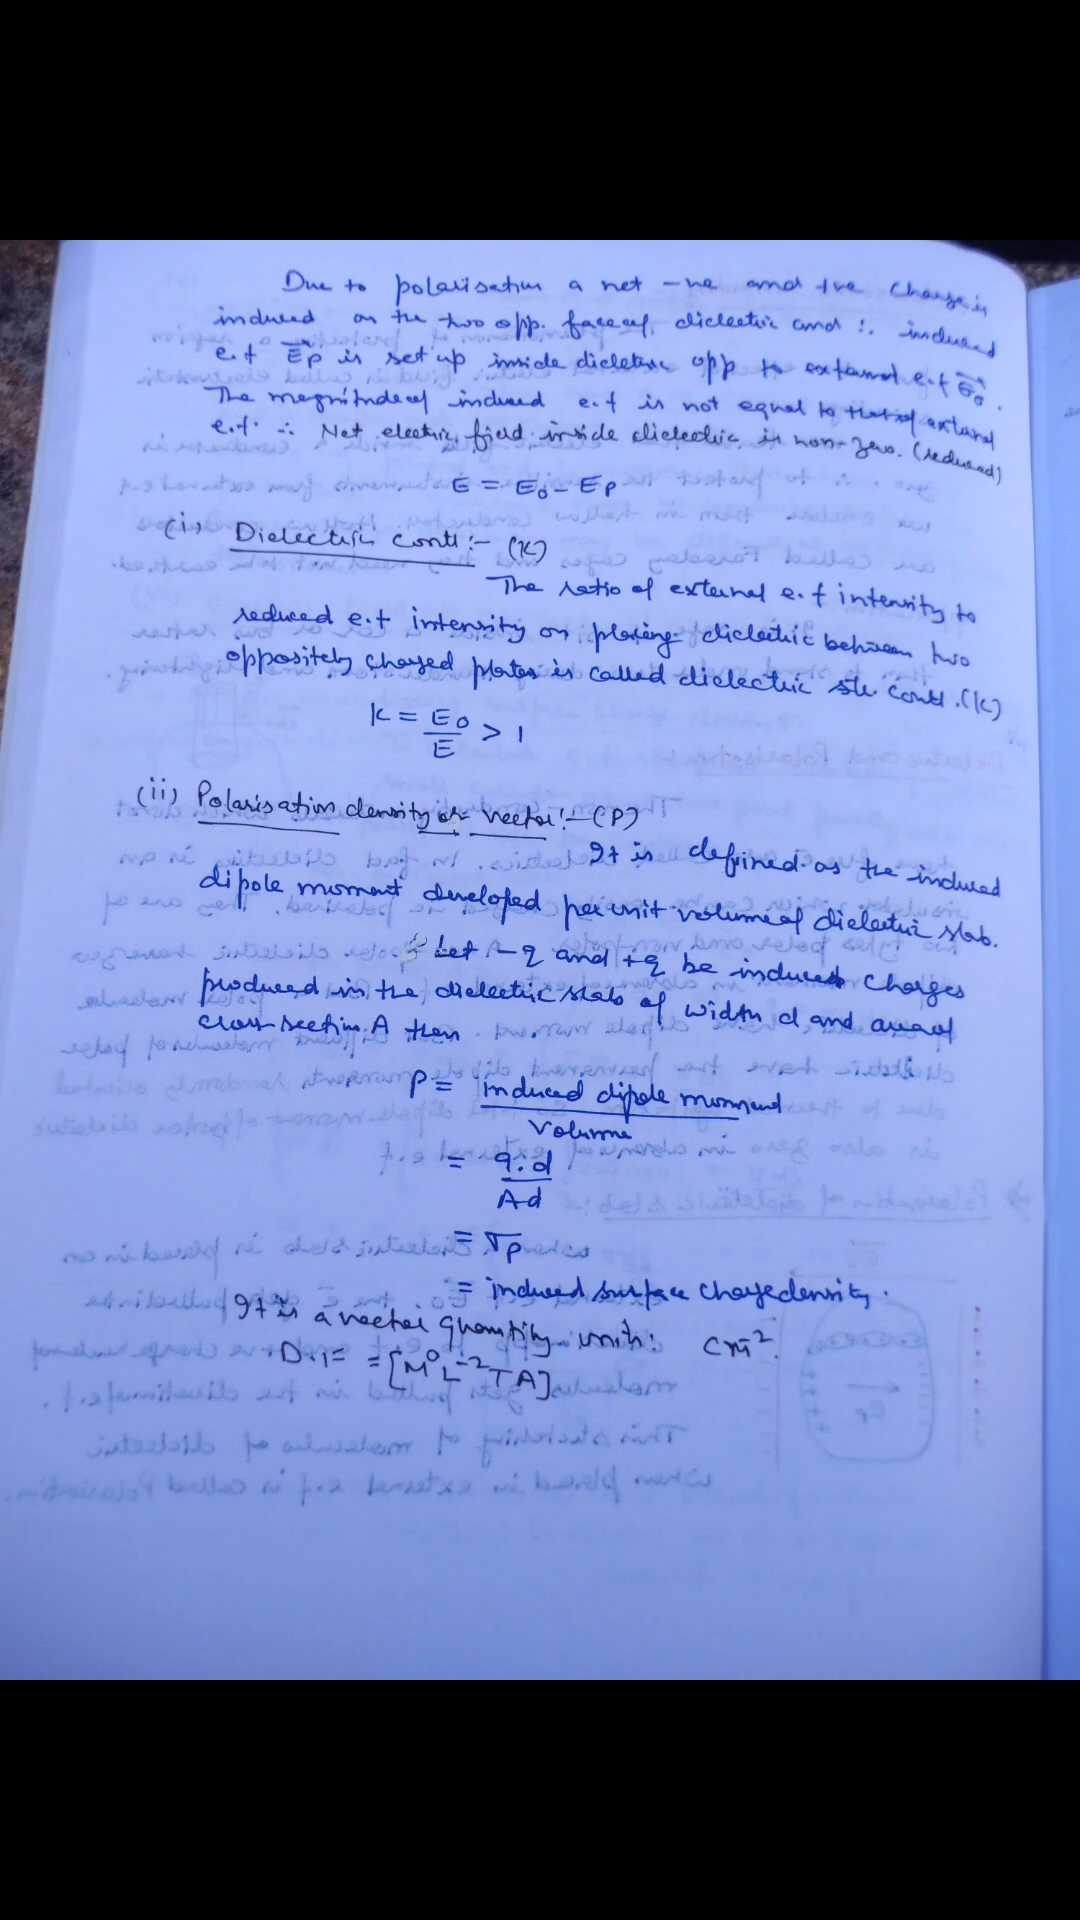 Due to polarisation a net -ve and +ve charge is
induced on the two opp. face of dielectric and ∴ induced
e.f Ep is set up inside dielectric opp to external e.f E₀.
The magnitude of induced e.f is not equal to that of external
e.f. ∴ Net electric field inside dielectric is non-zero. (reduced)
E = E₀ - Ep
(i) Dielectric contt :- (K)
The ratio of external e.f intensity to
reduced e.f intensity on placing dielectric between two
oppositely charged plates is called dielectric contt. (K)
K = E₀/E > 1
(ii) Polarisation density or vector :- (P)
It is defined as the induced
dipole moment developed per unit volume of dielectric slab.
Let -q and +q be induced charges
produced in the dielectric slab of width d and area of
cross-section A then
P = induced dipole moment
Volume
= q.d
Ad
= σp
= induced surface charge density.
It is a vector quantity unit: Cm⁻²
D.F = [M⁰L⁻²TA]